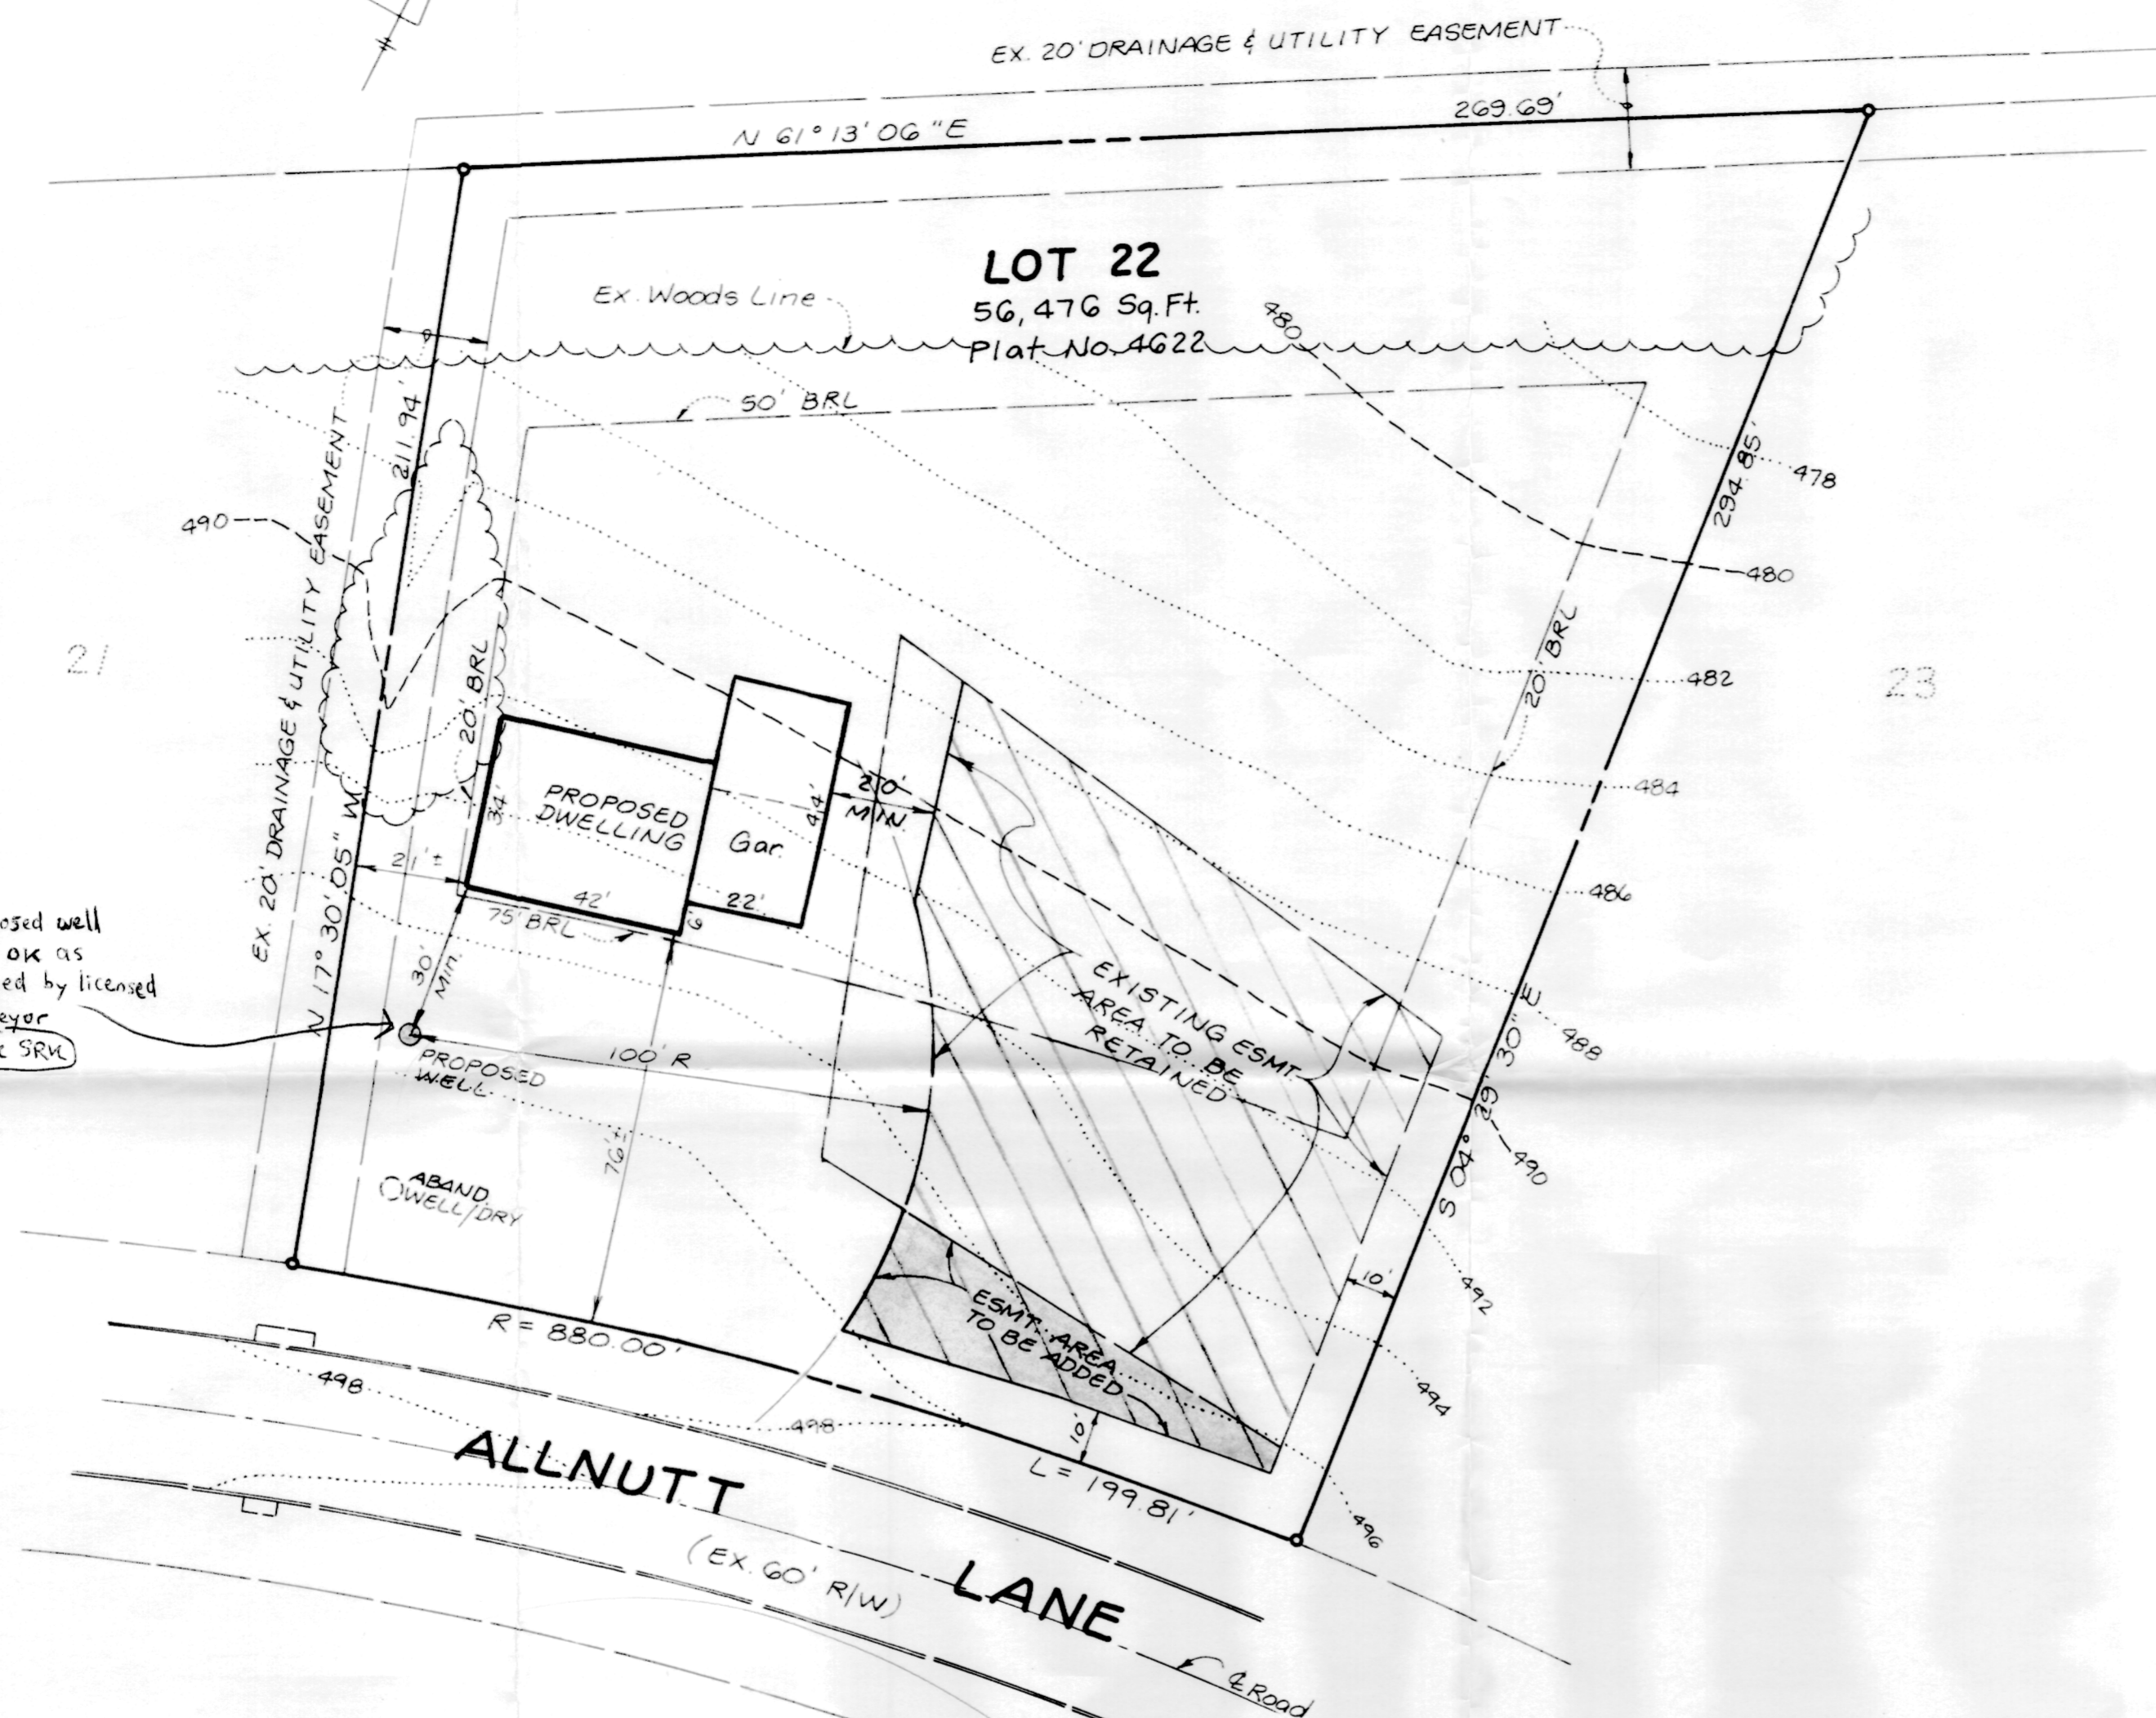 EX. 20' DRAINAGE & UTILITY EASEMENT
N 61° 13' 06" E
269.69'
LOT 22
56,476 Sq.Ft.
Plat No. 4622
Ex. Woods Line
480
50' BRL
211.94'
EX. 20' DRAINAGE & UTILITY EASEMENT
490
294.85'
478
480
21
20' BRL
20' BRL
482
23
484
PROPOSED
DWELLING
34'
Gar.
44'
20'
MIN.
486
21'±
42'
22'
6'
75' BRL
N 17° 30' 05" W
30'
Min.
osed well
OK as
ed by licensed
eyor
SRK
PROPOSED
WELL
100' R
76'±
EXISTING ESMT.
AREA TO BE
RETAINED
S 04° 29' 30" E
488
490
ABAND.
WELL/DRY
10'
492
ESMT. AREA
TO BE ADDED
R = 880.00'
498
498
494
10'
L = 199.81'
496
ALLNUTT LANE
(EX. 60' R/W)
℄ Road